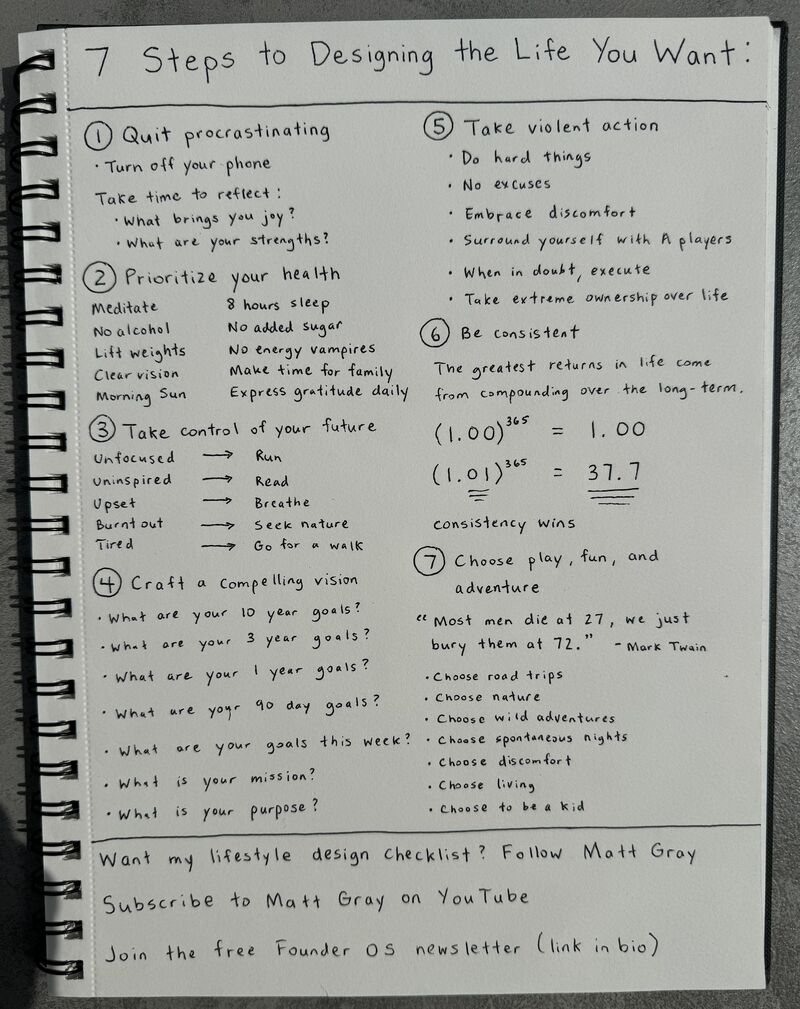 7 Steps to Designing the Life You Want:
① Quit procrastinating
• Turn off your phone
Take time to reflect:
• What brings you joy?
• What are your strengths?
② Prioritize your health
Meditate 8 hours sleep
No alcohol No added sugar
Lift weights No energy vampires
Clear vision Make time for family
Morning Sun Express gratitude daily
③ Take control of your future
Unfocused → Run
Uninspired → Read
Upset → Breathe
Burnt out → Seek nature
Tired → Go for a walk
④ Craft a compelling vision
• What are your 10 year goals?
• What are your 3 year goals?
• What are your 1 year goals?
• What are your 90 day goals?
• What are your goals this week?
• What is your mission?
• What is your purpose?
⑤ Take violent action
• Do hard things
• No excuses
• Embrace discomfort
• Surround yourself with A players
• When in doubt, execute
• Take extreme ownership over life
⑥ Be consistent
The greatest returns in life come
from compounding over the long-term.
(1.00)³⁶⁵ = 1.00
(1.01)³⁶⁵ = 37.7
consistency wins
⑦ Choose play, fun, and
adventure
“Most men die at 27, we just
bury them at 72.” - Mark Twain
• Choose road trips
• Choose nature
• Choose wild adventures
• Choose spontaneous nights
• Choose discomfort
• Choose living
• Choose to be a kid
Want my lifestyle design checklist? Follow Matt Gray
Subscribe to Matt Gray on YouTube
Join the free Founder OS newsletter (link in bio)